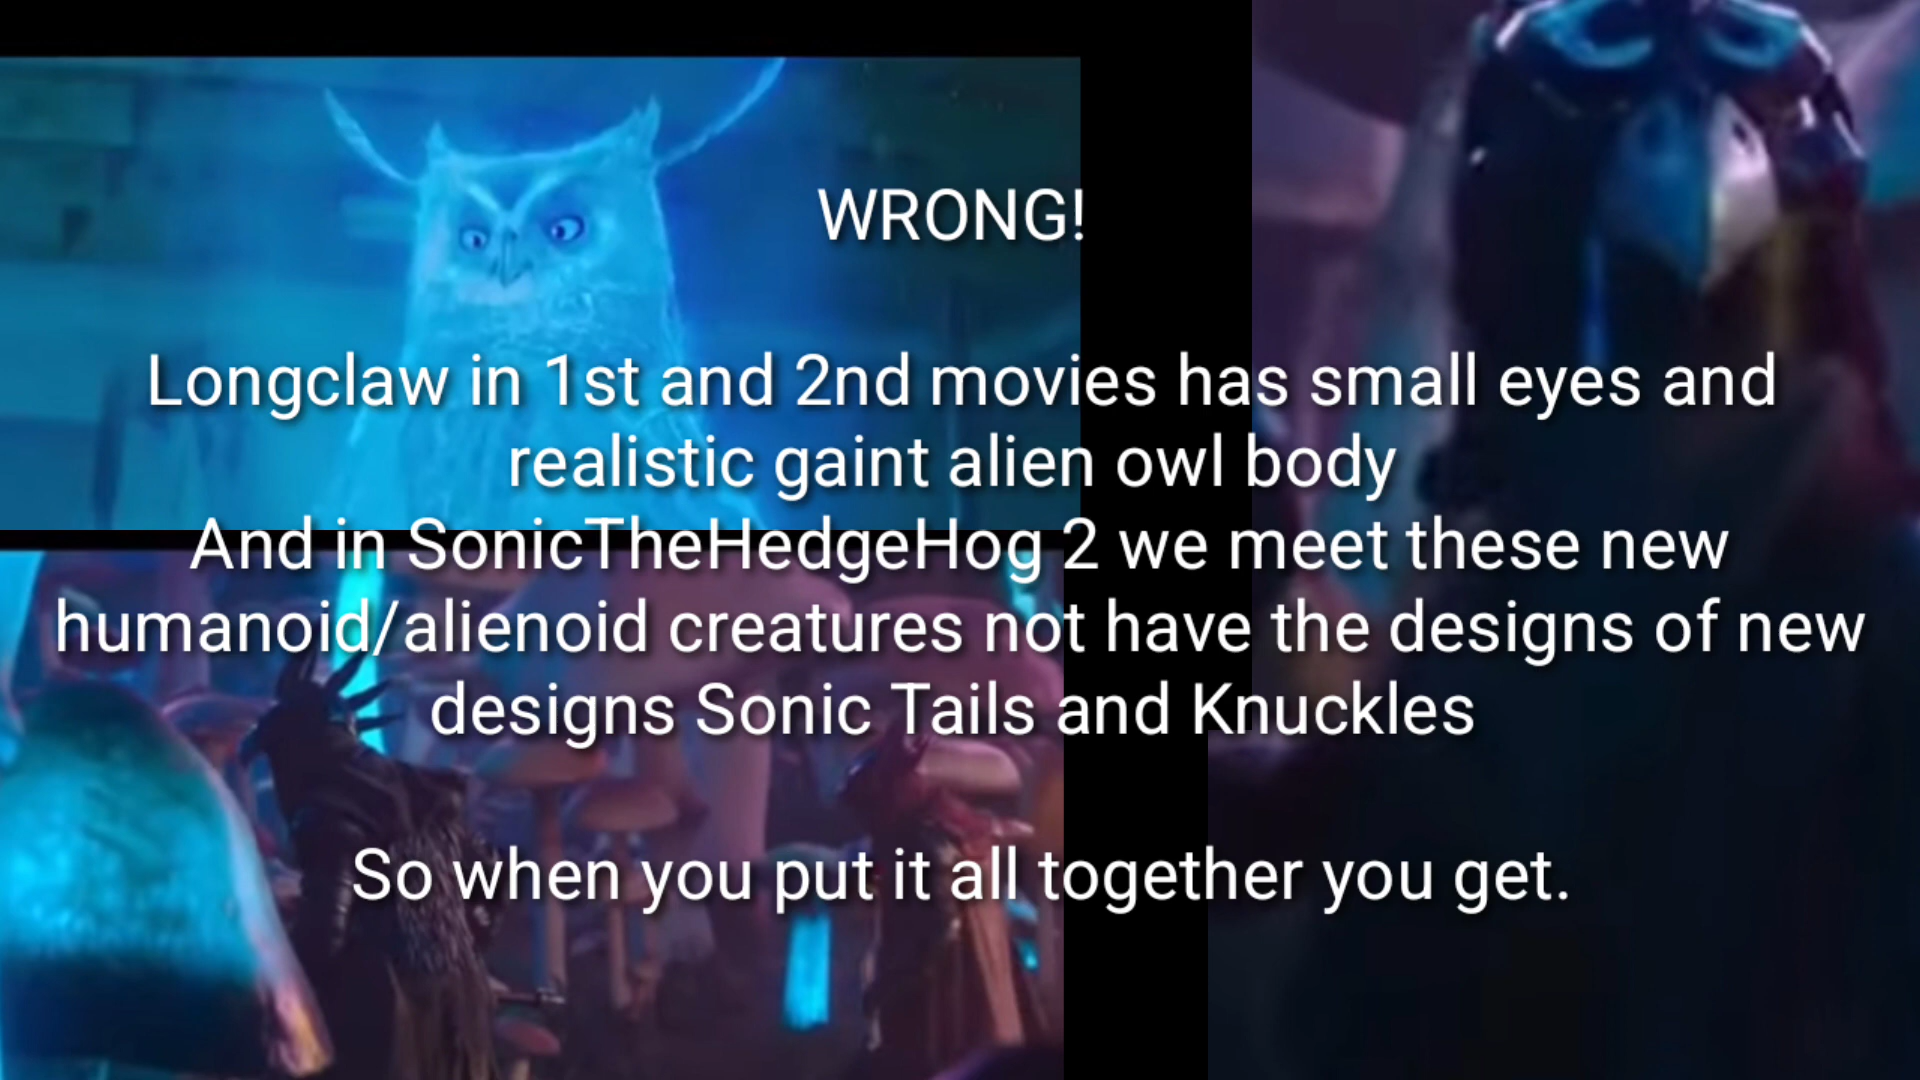 WRONG!
Longclaw in 1st and 2nd movies has small eyes and
realistic gaint alien owl body
And in SonicTheHedgeHog 2 we meet these new
humanoid/alienoid creatures not have the designs of new
designs Sonic Tails and Knuckles
So when you put it all together you get.